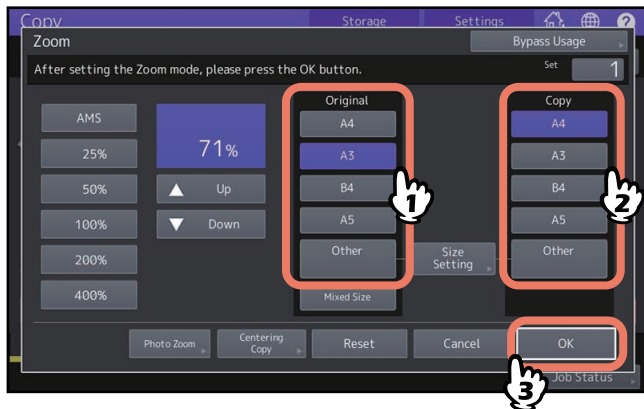 Copy
Storage
Settings
?
Zoom
Bypass Usage
After setting the Zoom mode, please press the OK button.
Set
1
Original
Copy
AMS
25%
50%
100%
200%
400%
71%
Up
Down
A4
A3
B4
A5
Other
Mixed Size
1
Size
Setting
A4
A3
B4
A5
Other
2
Photo Zoom
Centering
Copy
Reset
Cancel
OK
3
Job Status